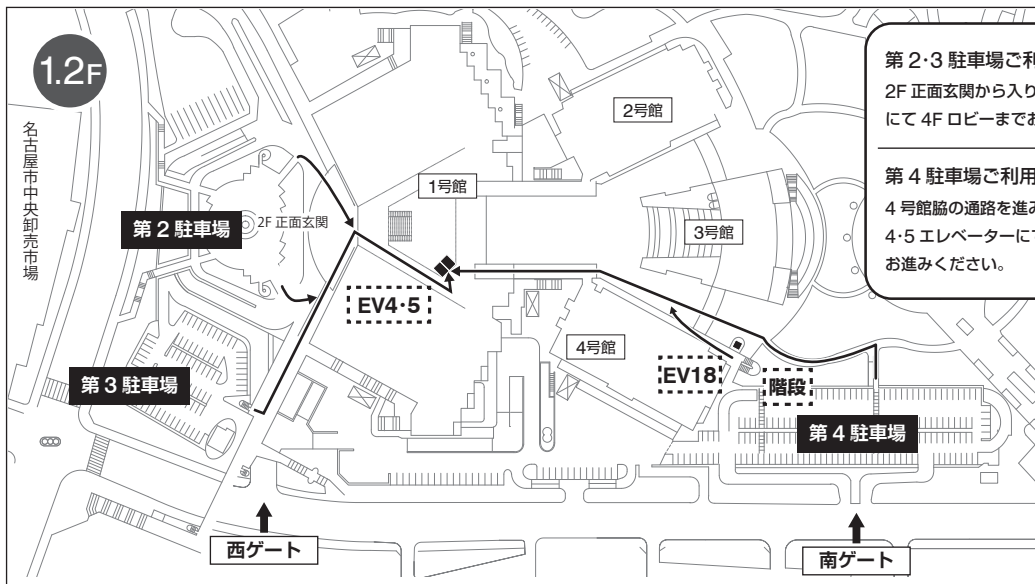 1.2F
名古屋市中央卸売市場
第2駐車場
2F 正面玄関
1号館
2号館
3号館
EV4・5
4号館
EV18
階段
第3駐車場
第4駐車場
西ゲート
南ゲート
第2・3 駐車場ご利
2F 正面玄関から入り
にて 4F ロビーまでお
第4 駐車場ご利用
4 号館脇の通路を進み
4・5 エレベーターにて
お進みください。